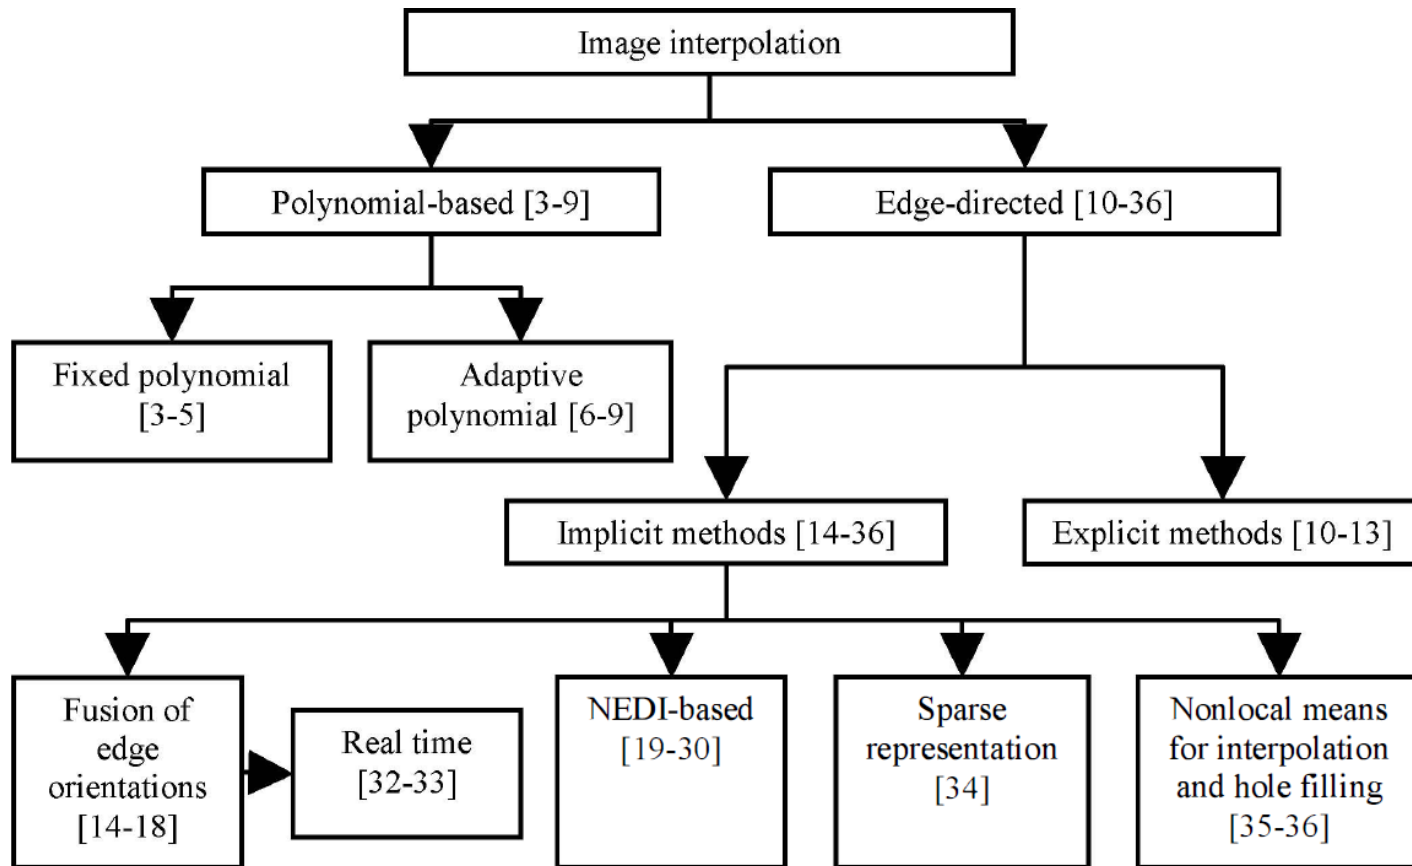 Image interpolation
Polynomial-based [3-9]
Edge-directed [10-36]
Fixed polynomial
[3-5]
Adaptive
polynomial [6-9]
Implicit methods [14-36]
Explicit methods [10-13]
Fusion of
edge
orientations
[14-18]
Real time
[32-33]
NEDI-based
[19-30]
Sparse
representation
[34]
Nonlocal means
for interpolation
and hole filling
[35-36]